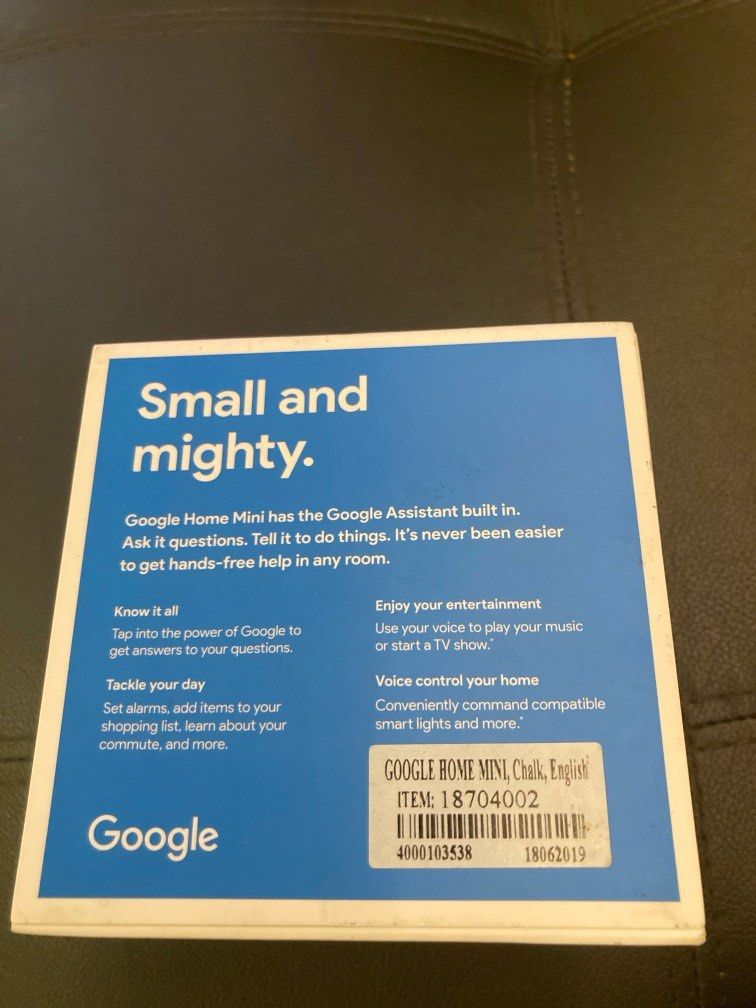 Small and
mighty.
Google Home Mini has the Google Assistant built in.
Ask it questions. Tell it to do things. It's never been easier
to get hands-free help in any room.
Know it all
Tap into the power of Google to
get answers to your questions.
Enjoy your entertainment
Use your voice to play your music
or start a TV show.*
Tackle your day
Set alarms, add items to your
shopping list, learn about your
commute, and more.
Voice control your home
Conveniently command compatible
smart lights and more.*
GOOGLE HOME MINI, Chalk, English
ITEM: 18704002
4000103538 18062019
Google